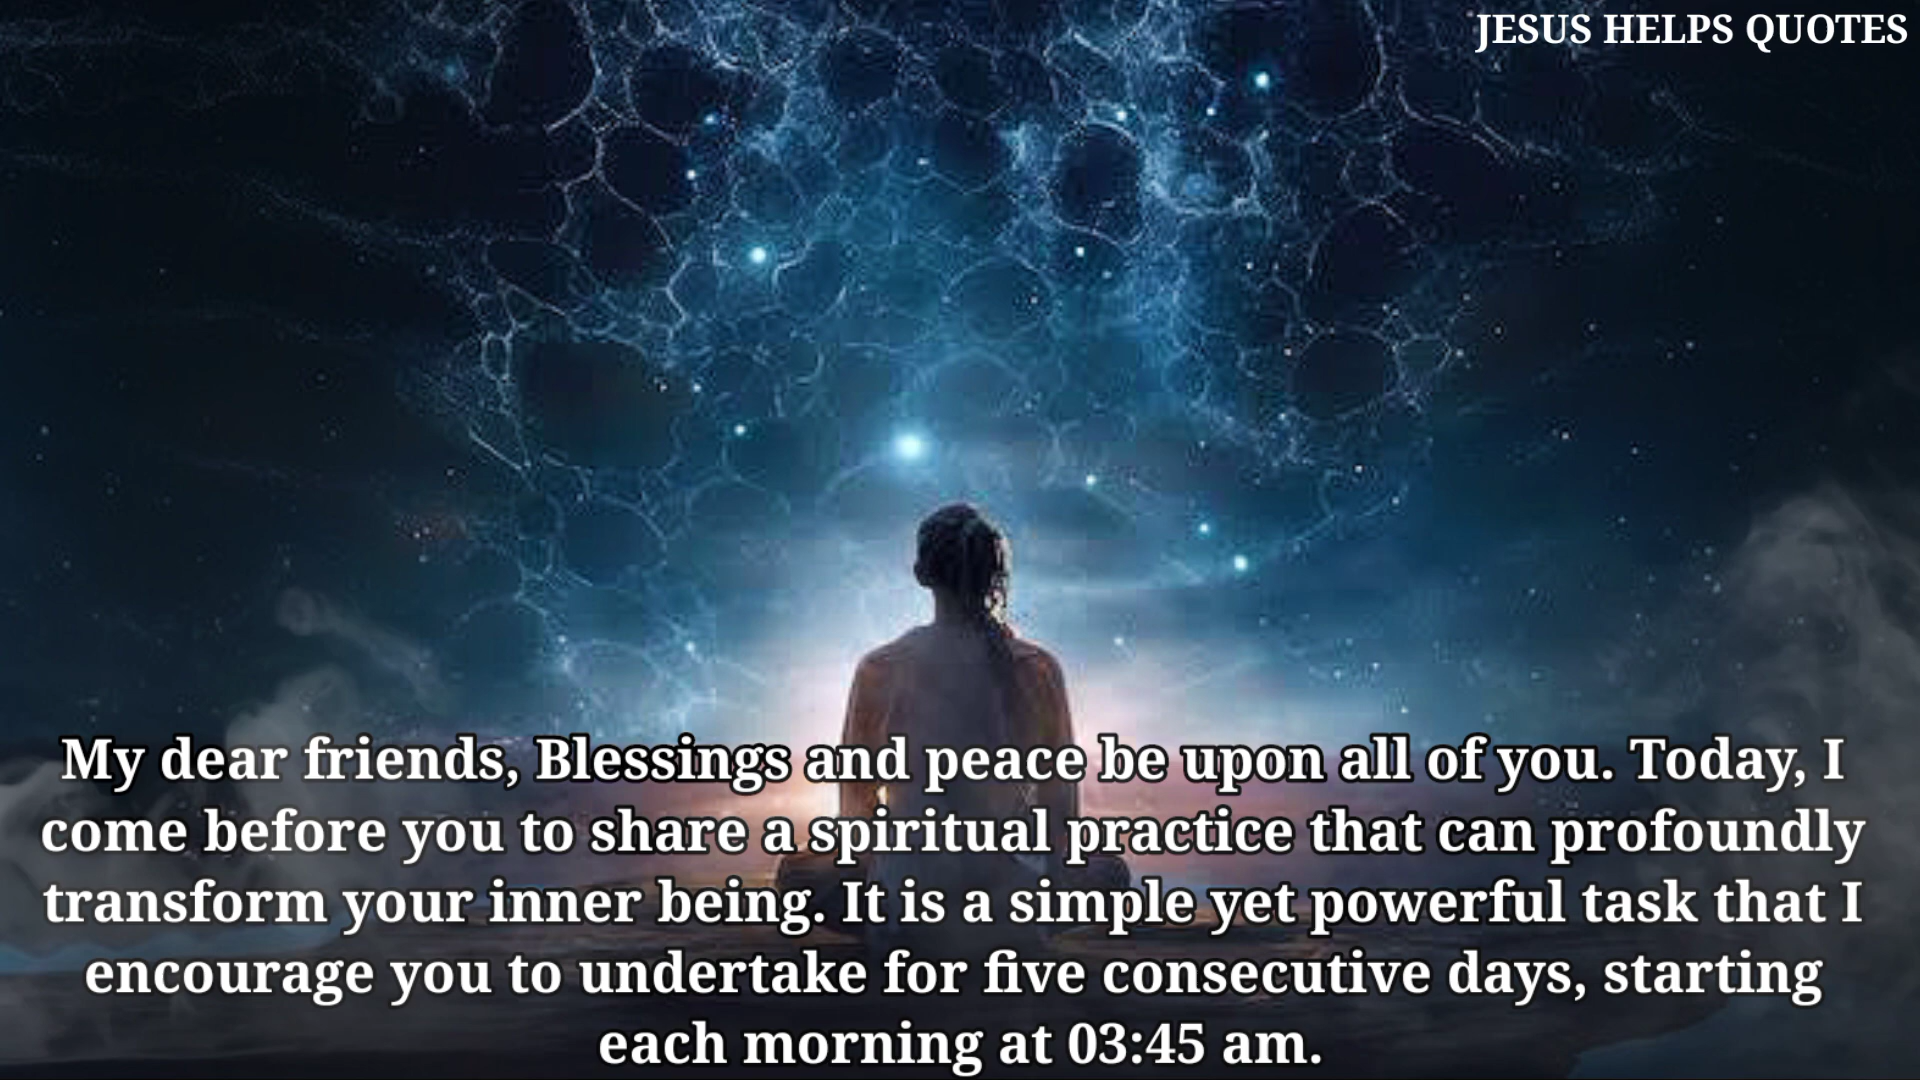 JESUS HELPS QUOTES
My dear friends, Blessings and peace be upon all of you. Today, I
come before you to share a spiritual practice that can profoundly
transform your inner being. It is a simple yet powerful task that I
encourage you to undertake for five consecutive days, starting
each morning at 03:45 am.